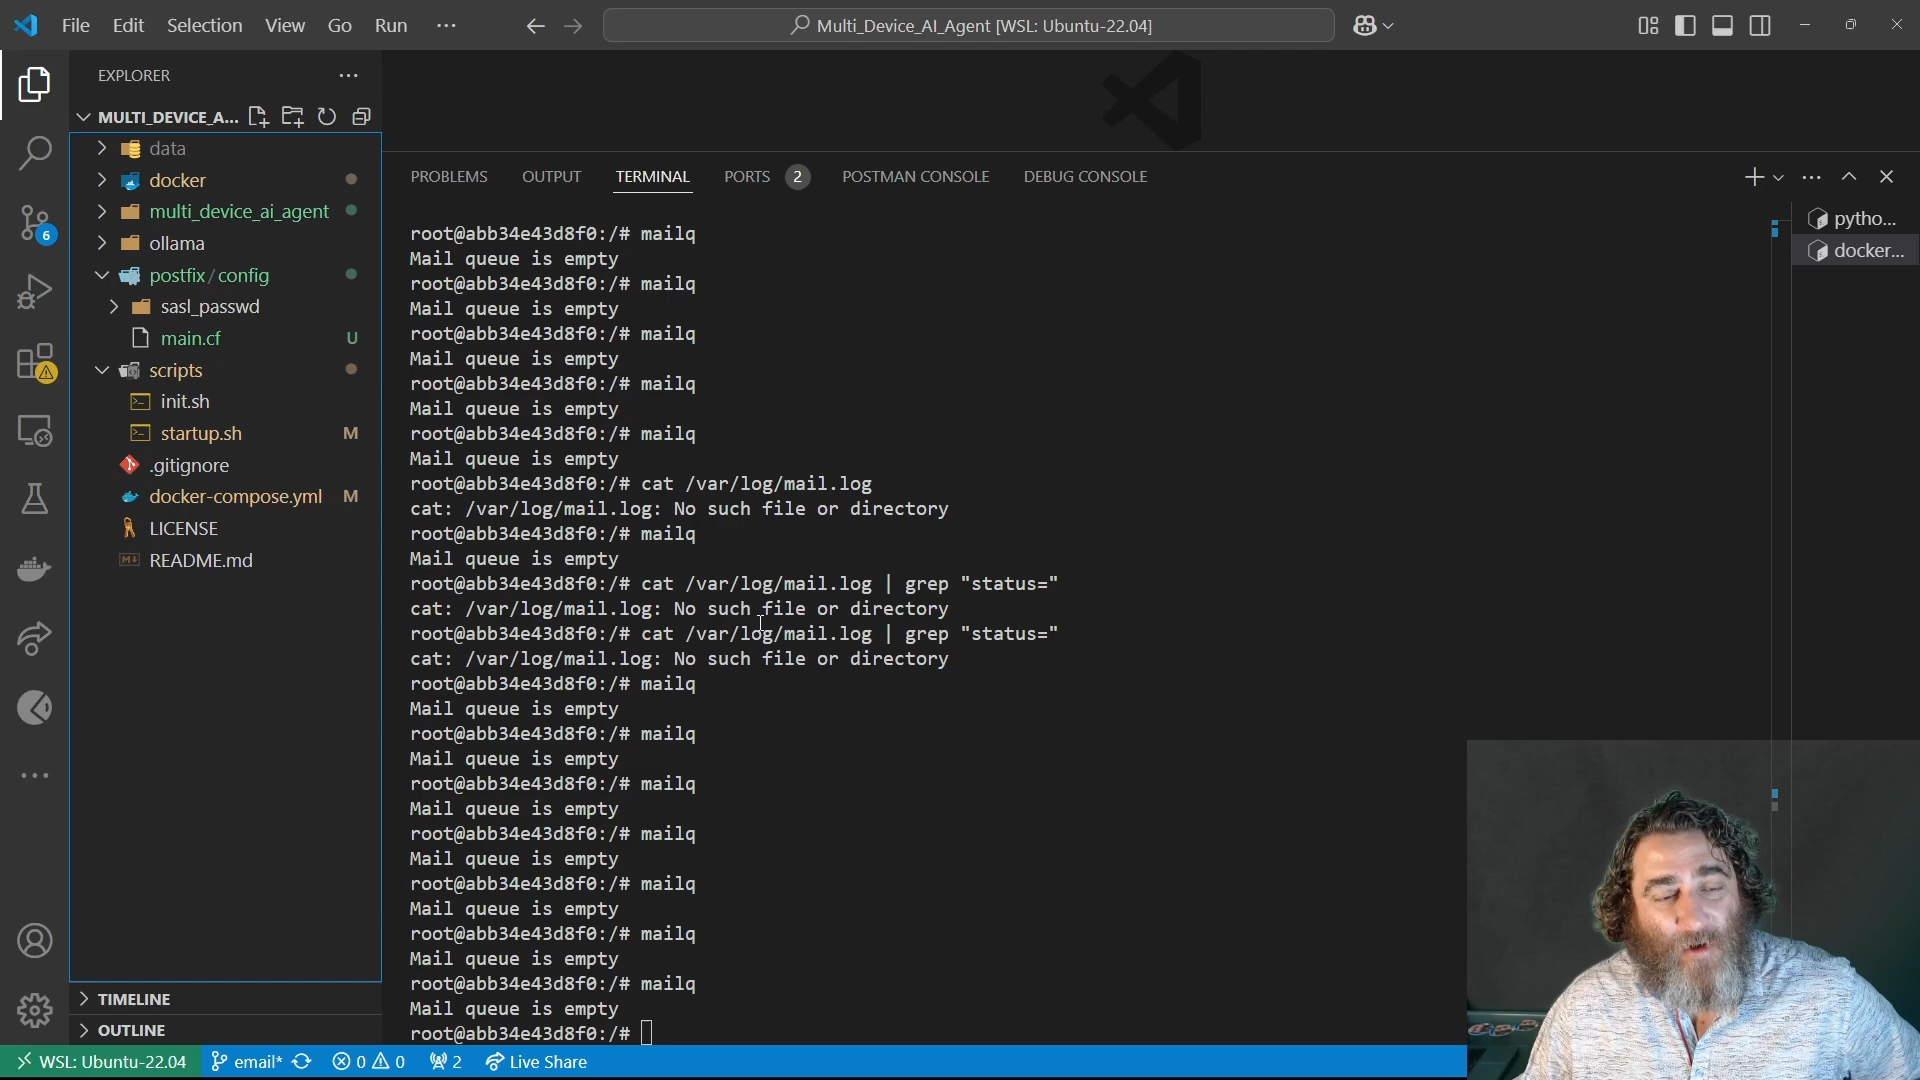 File Edit Selection View Go Run ···
Multi_Device_AI_Agent [WSL: Ubuntu-22.04]
EXPLORER
MULTI_DEVICE_A...
data
docker
multi_device_ai_agent
ollama
postfix / config
sasl_passwd
main.cf U
scripts
init.sh
startup.sh M
.gitignore
docker-compose.yml M
LICENSE
README.md
TIMELINE
OUTLINE
6
PROBLEMS OUTPUT TERMINAL PORTS 2 POSTMAN CONSOLE DEBUG CONSOLE
pytho...
docker...
root@abb34e43d8f0:/# mailq
Mail queue is empty
root@abb34e43d8f0:/# mailq
Mail queue is empty
root@abb34e43d8f0:/# mailq
Mail queue is empty
root@abb34e43d8f0:/# mailq
Mail queue is empty
root@abb34e43d8f0:/# mailq
Mail queue is empty
root@abb34e43d8f0:/# cat /var/log/mail.log
cat: /var/log/mail.log: No such file or directory
root@abb34e43d8f0:/# mailq
Mail queue is empty
root@abb34e43d8f0:/# cat /var/log/mail.log | grep "status="
cat: /var/log/mail.log: No such file or directory
root@abb34e43d8f0:/# cat /var/log/mail.log | grep "status="
cat: /var/log/mail.log: No such file or directory
root@abb34e43d8f0:/# mailq
Mail queue is empty
root@abb34e43d8f0:/# mailq
Mail queue is empty
root@abb34e43d8f0:/# mailq
Mail queue is empty
root@abb34e43d8f0:/# mailq
Mail queue is empty
root@abb34e43d8f0:/# mailq
Mail queue is empty
root@abb34e43d8f0:/# mailq
Mail queue is empty
root@abb34e43d8f0:/# mailq
Mail queue is empty
root@abb34e43d8f0:/#
WSL: Ubuntu-22.04 email* 0 0 2 Live Share